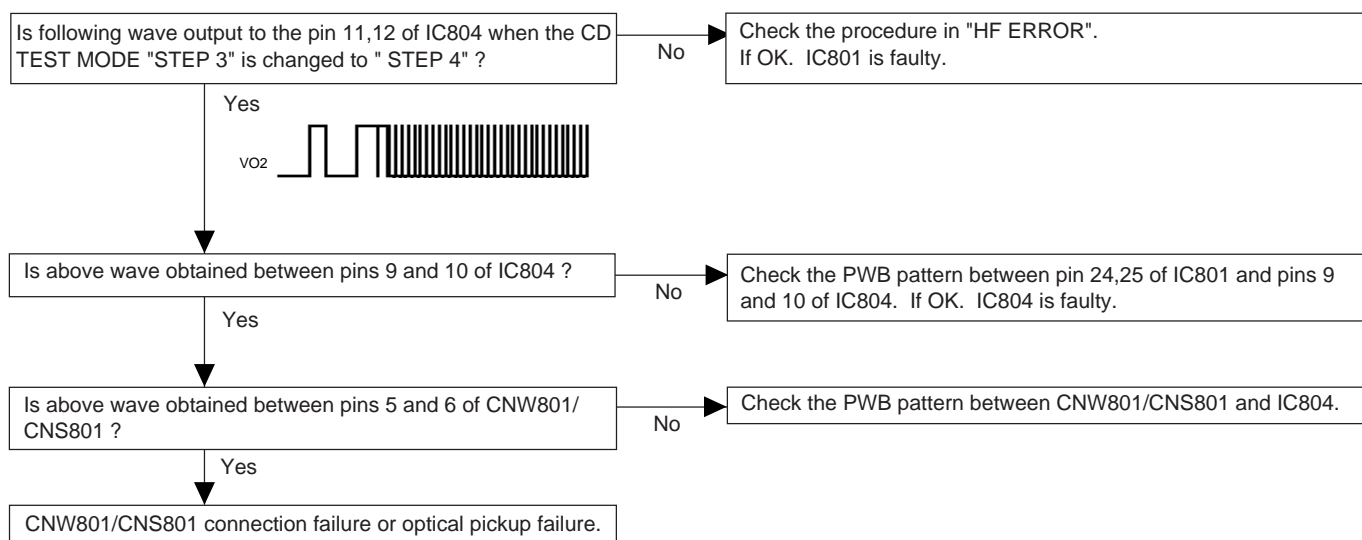 Is following wave output to the pin 11,12 of IC804 when the CD
TEST MODE "STEP 3" is changed to " STEP 4" ?
No
Check the procedure in "HF ERROR".
If OK. IC801 is faulty.
Yes
VO2
Is above wave obtained between pins 9 and 10 of IC804 ?
No
Check the PWB pattern between pin 24,25 of IC801 and pins 9
and 10 of IC804. If OK. IC804 is faulty.
Yes
Is above wave obtained between pins 5 and 6 of CNW801/
CNS801 ?
No
Check the PWB pattern between CNW801/CNS801 and IC804.
Yes
CNW801/CNS801 connection failure or optical pickup failure.